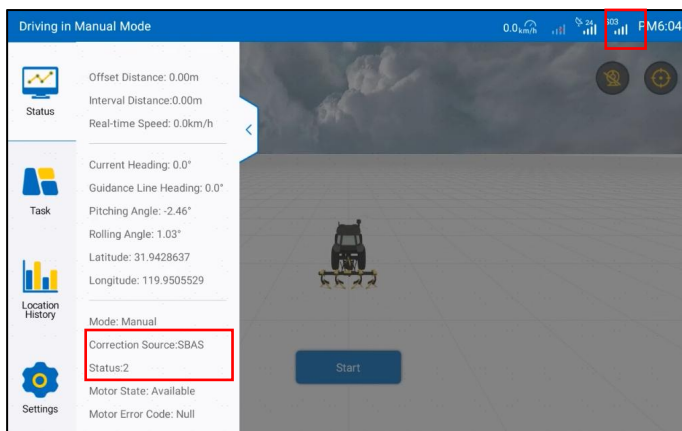 Driving in Manual Mode
0.0 km/h
24
S03
PM6:04
Status
Task
Location
History
Settings
Offset Distance: 0.00m
Interval Distance:0.00m
Real-time Speed: 0.0km/h
Current Heading: 0.0°
Guidance Line Heading: 0.0°
Pitching Angle: -2.46°
Rolling Angle: 1.03°
Latitude: 31.9428637
Longitude: 119.9505529
Mode: Manual
Correction Source:SBAS
Status:2
Motor State: Available
Motor Error Code: Null
Start